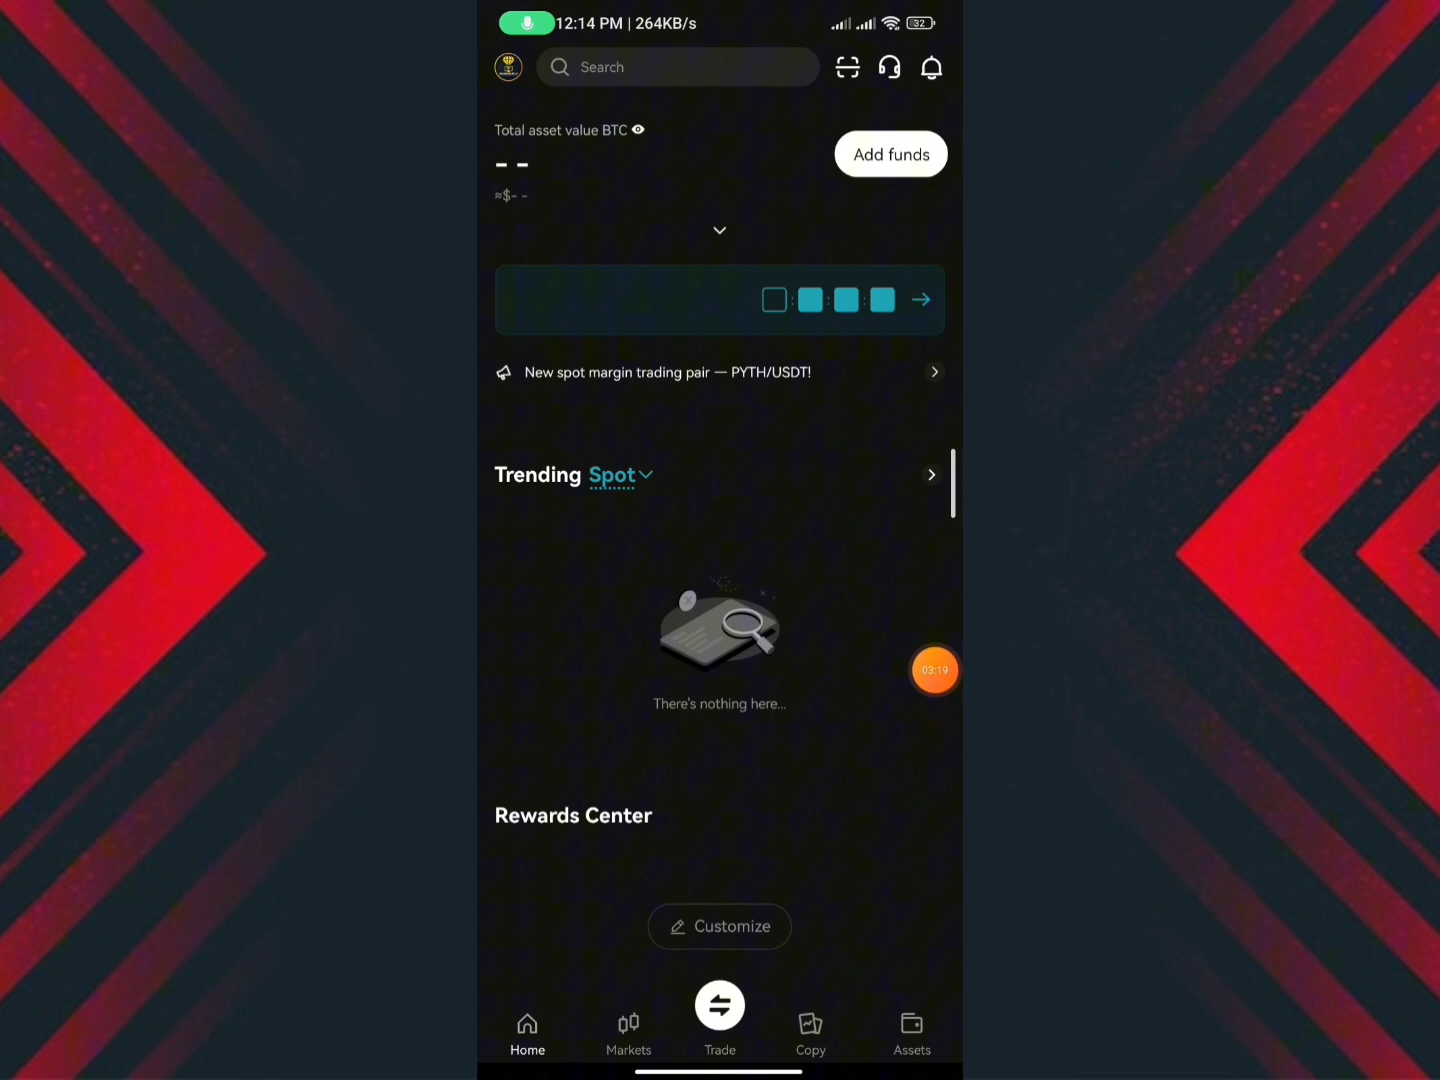 12:14 PM | 264KB/s
32
Search
Total asset value BTC
- -
Add funds
≈$- -
: : :
New spot margin trading pair — PYTH/USDT!
Trending Spot
03:19
There's nothing here...
Rewards Center
Customize
Home
Markets
Trade
Copy
Assets